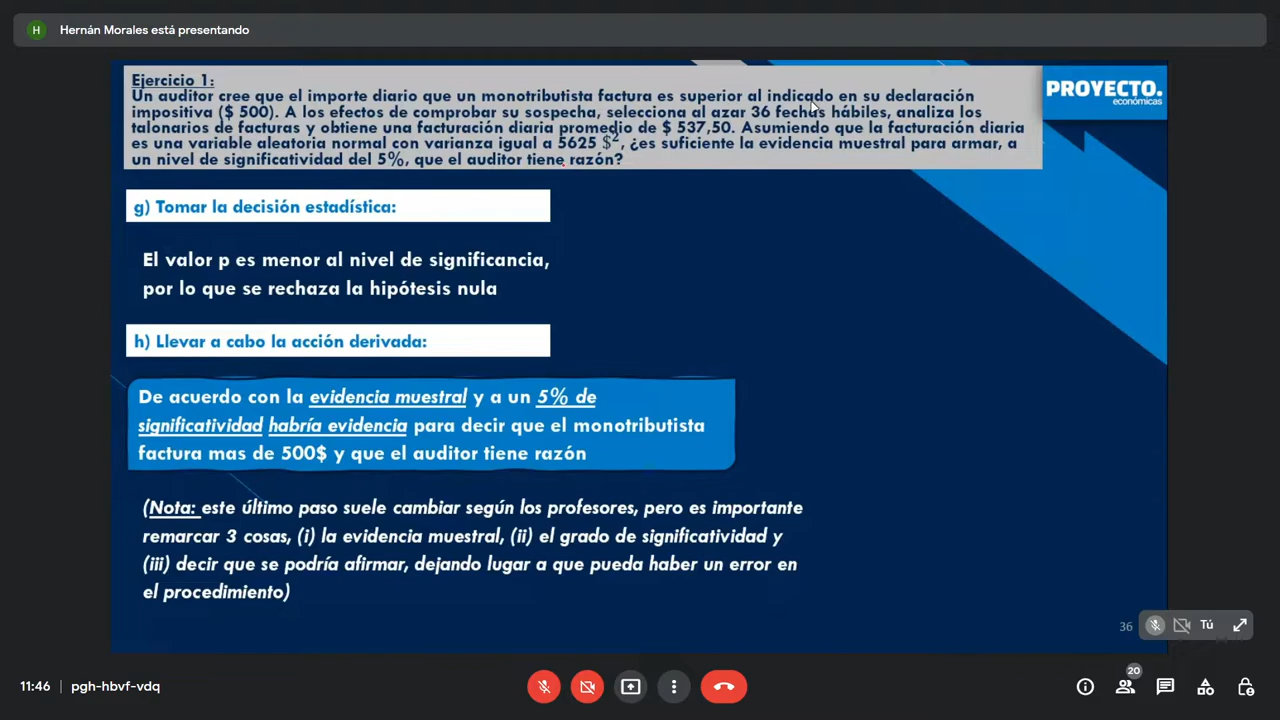 H Hernán Morales está presentando
Ejercicio 1:
Un auditor cree que el importe diario que un monotributista factura es superior al indicado en su declaración
impositiva ($ 500). A los efectos de comprobar su sospecha, selecciona al azar 36 fechas hábiles, analiza los
talonarios de facturas y obtiene una facturación diaria promedio de $ 537,50. Asumiendo que la facturación diaria
es una variable aleatoria normal con varianza igual a 5625 $², ¿es suficiente la evidencia muestral para armar, a
un nivel de significatividad del 5%, que el auditor tiene razón?
PROYECTO.
económicas
g) Tomar la decisión estadística:
El valor p es menor al nivel de significancia,
por lo que se rechaza la hipótesis nula
h) Llevar a cabo la acción derivada:
De acuerdo con la evidencia muestral y a un 5% de
significatividad habría evidencia para decir que el monotributista
factura mas de 500$ y que el auditor tiene razón
(Nota: este último paso suele cambiar según los profesores, pero es importante
remarcar 3 cosas, (i) la evidencia muestral, (ii) el grado de significatividad y
(iii) decir que se podría afirmar, dejando lugar a que pueda haber un error en
el procedimiento)
36
Tú
11:46 | pgh-hbvf-vdq
20